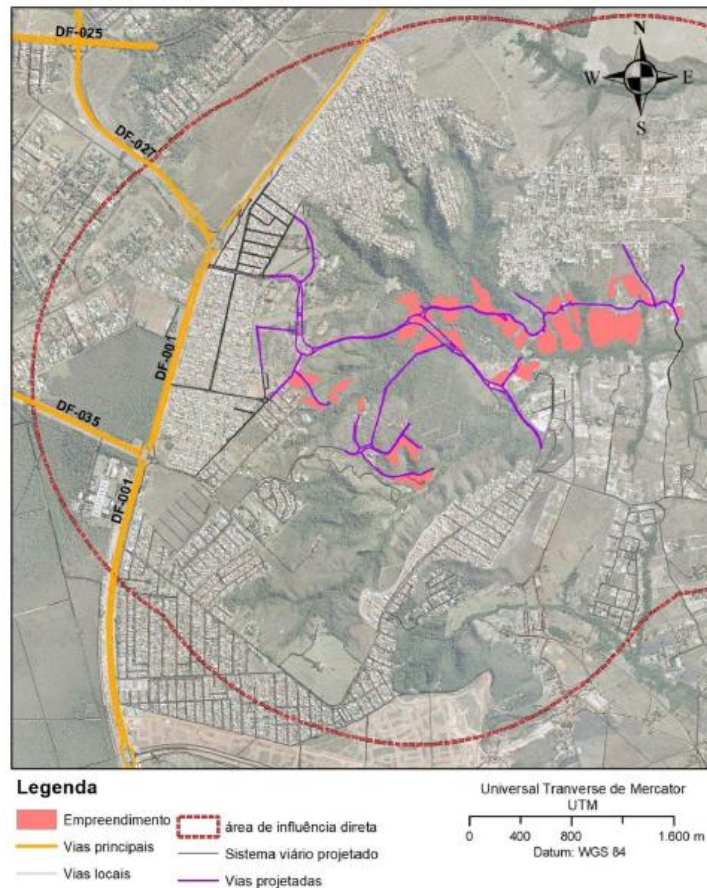 DF-025
N
W E
S
DF-027
DF-001
DF-035
DF-001
Legenda
Empreendimento
Vias principais
Vias locais
área de influência direta
Sistema viário projetado
Vias projetadas
Universal Tranverse de Mercator
UTM
0 400 800 1.600 m
Datum: WGS 84